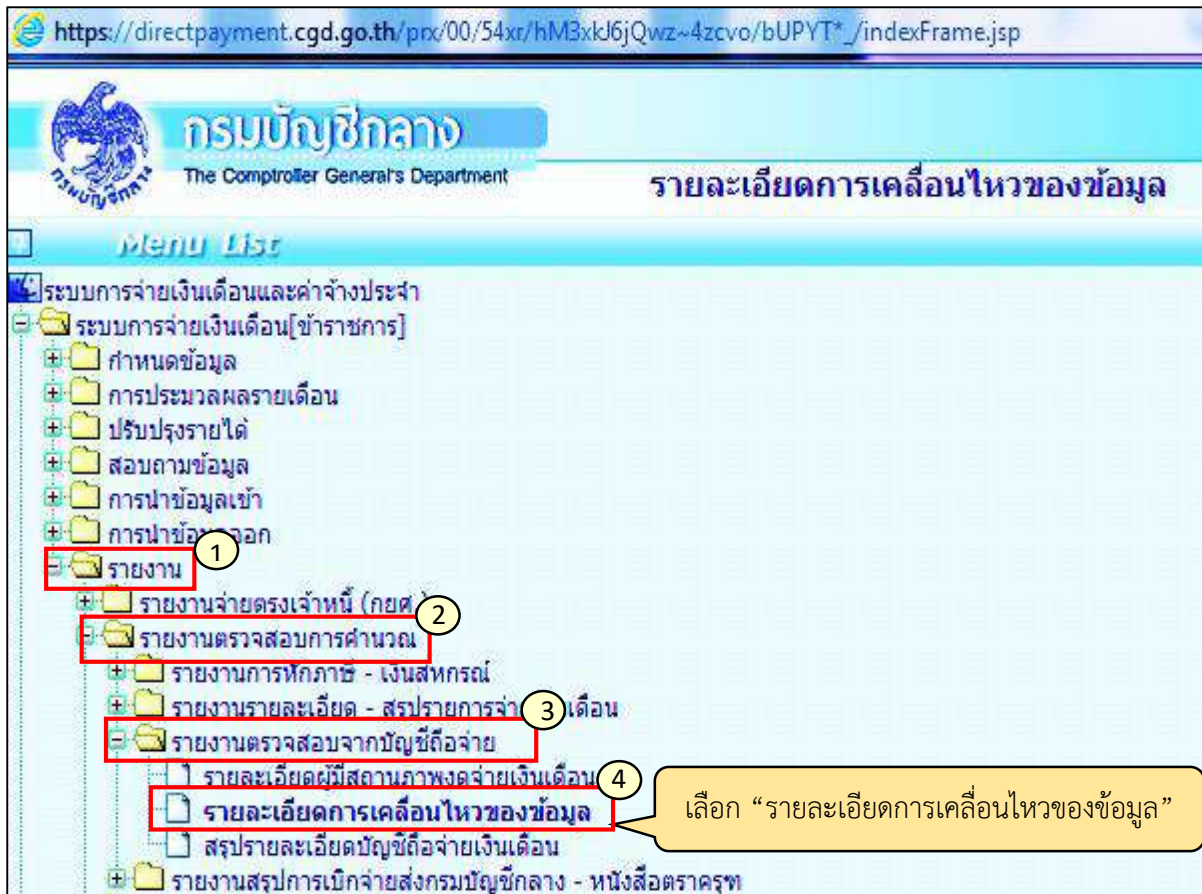 https://directpayment.cgd.go.th/prx/00/54xr/hM3xkJ6jQwz~4zcvo/bUPYT*_/indexFrame.jsp
กรมบัญชีกลาง
The Comptroller General's Department
กรมบัญชีกลาง
รายละเอียดการเคลื่อนไหวของข้อมูล
Menu List
ระบบการจ่ายเงินเดือนและค่าจ้างประจำ
ระบบการจ่ายเงินเดือน[ข้าราชการ]
กำหนดข้อมูล
การประมวลผลรายเดือน
ปรับปรุงรายได้
สอบถามข้อมูล
การนำข้อมูลเข้า
การนำข้อมูลออก
1
รายงาน
รายงานจ่ายตรงเจ้าหนี้ (กยศ.)
2
รายงานตรวจสอบการคำนวณ
รายงานการหักภาษี - เงินสหกรณ์
รายงานรายละเอียด - สรุปรายการจ่าย เดือน
3
รายงานตรวจสอบจากบัญชีถือจ่าย
รายละเอียดผู้มีสถานภาพงดจ่ายเงินเดือน
4
รายละเอียดการเคลื่อนไหวของข้อมูล
เลือก “รายละเอียดการเคลื่อนไหวของข้อมูล”
สรุปรายละเอียดบัญชีถือจ่ายเงินเดือน
รายงานสรุปการเบิกจ่ายส่งกรมบัญชีกลาง - หนังสือตราครุฑ